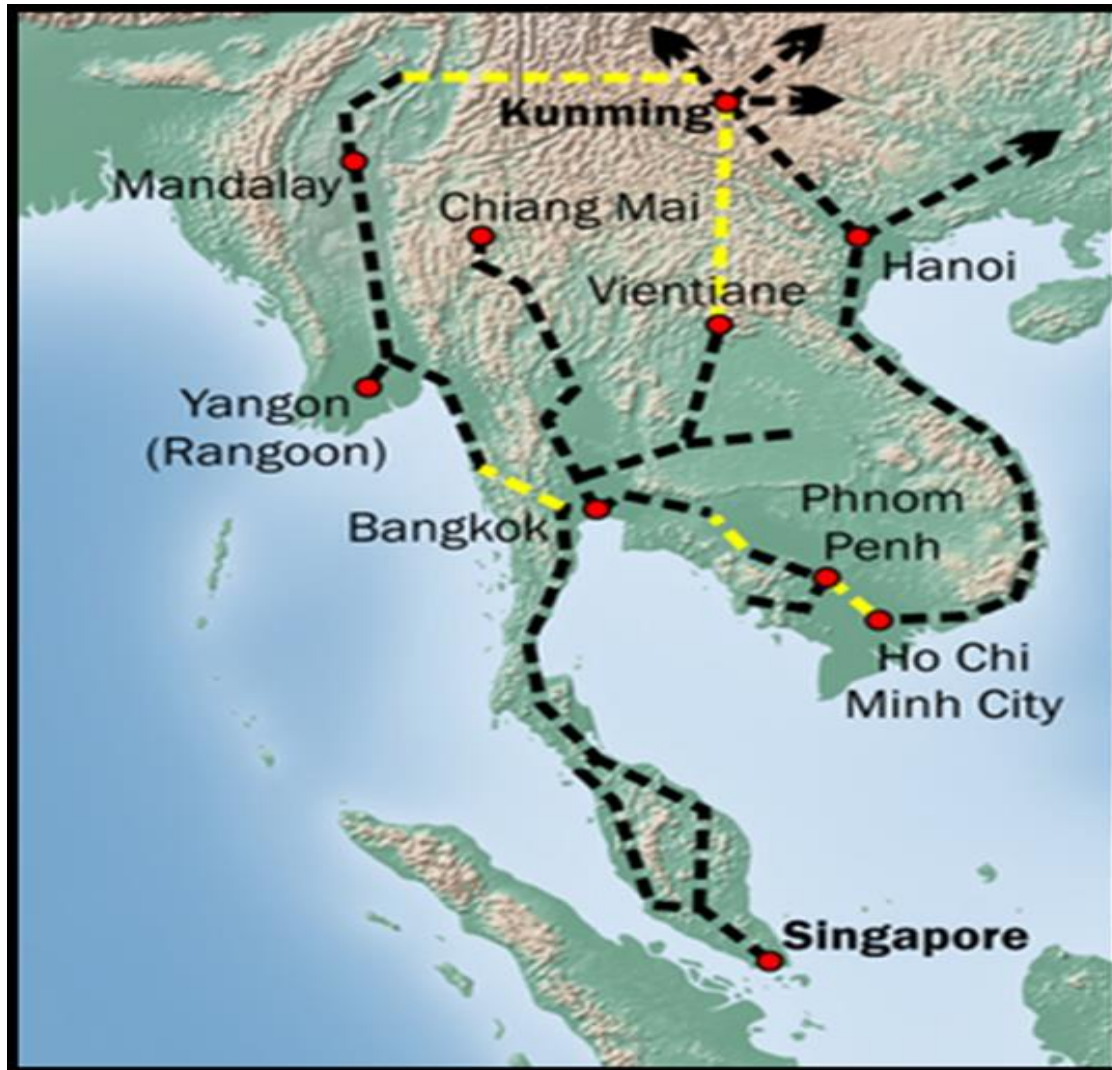 Kunming
Mandalay
Chiang Mai
Hanoi
Vientiane
Yangon
(Rangoon)
Bangkok
Phnom
Penh
Ho Chi
Minh City
Singapore